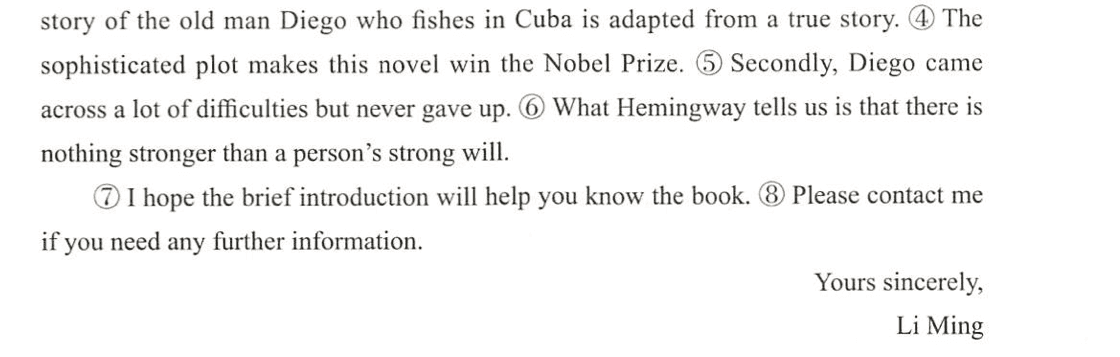 story of the old man Diego who fishes in Cuba is adapted from a true story. ④ The
sophisticated plot makes this novel win the Nobel Prize. ⑤ Secondly, Diego came
across a lot of difficulties but never gave up. ⑥ What Hemingway tells us is that there is
nothing stronger than a person's strong will.
⑦ I hope the brief introduction will help you know the book. ⑧ Please contact me
if you need any further information.
Yours sincerely,
Li Ming